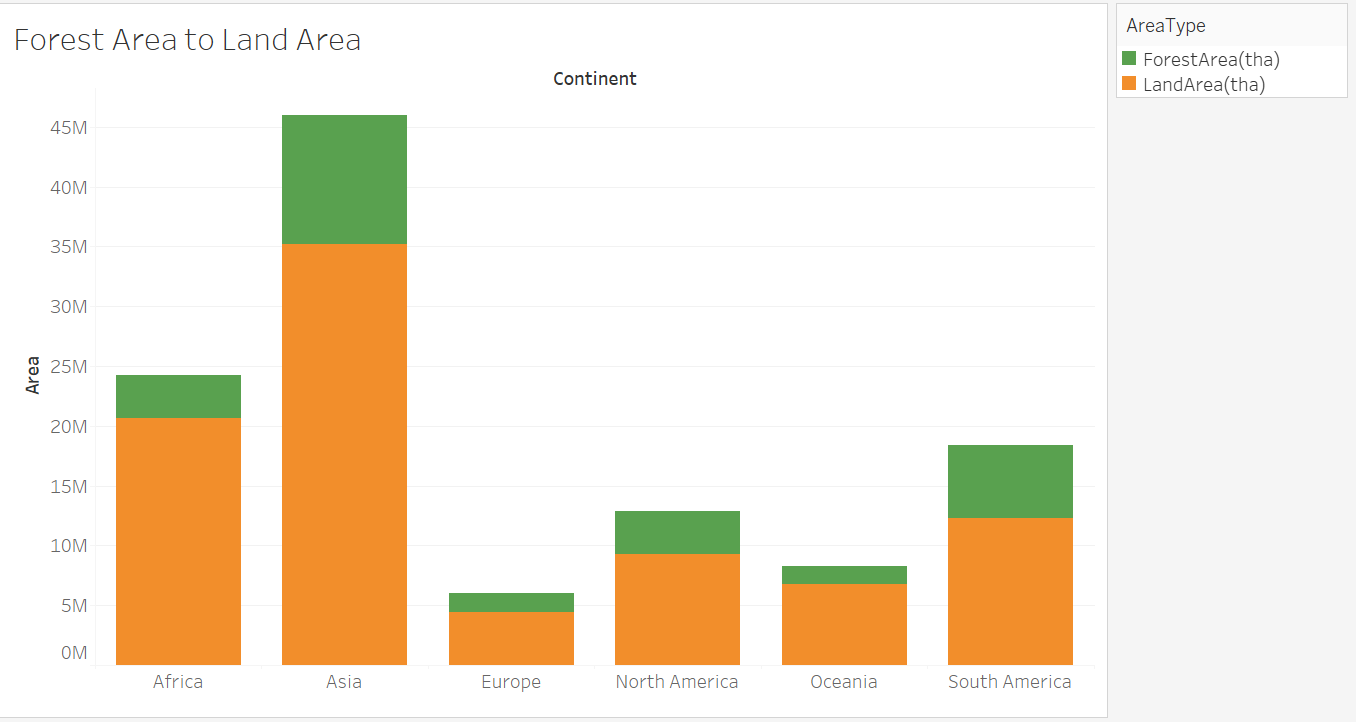 Forest Area to Land Area
Continent
45M
40M
35M
30M
25M
20M
15M
10M
5M
0M
Area
Africa
Asia
Europe
North America
Oceania
South America
AreaType
ForestArea(tha)
LandArea(tha)